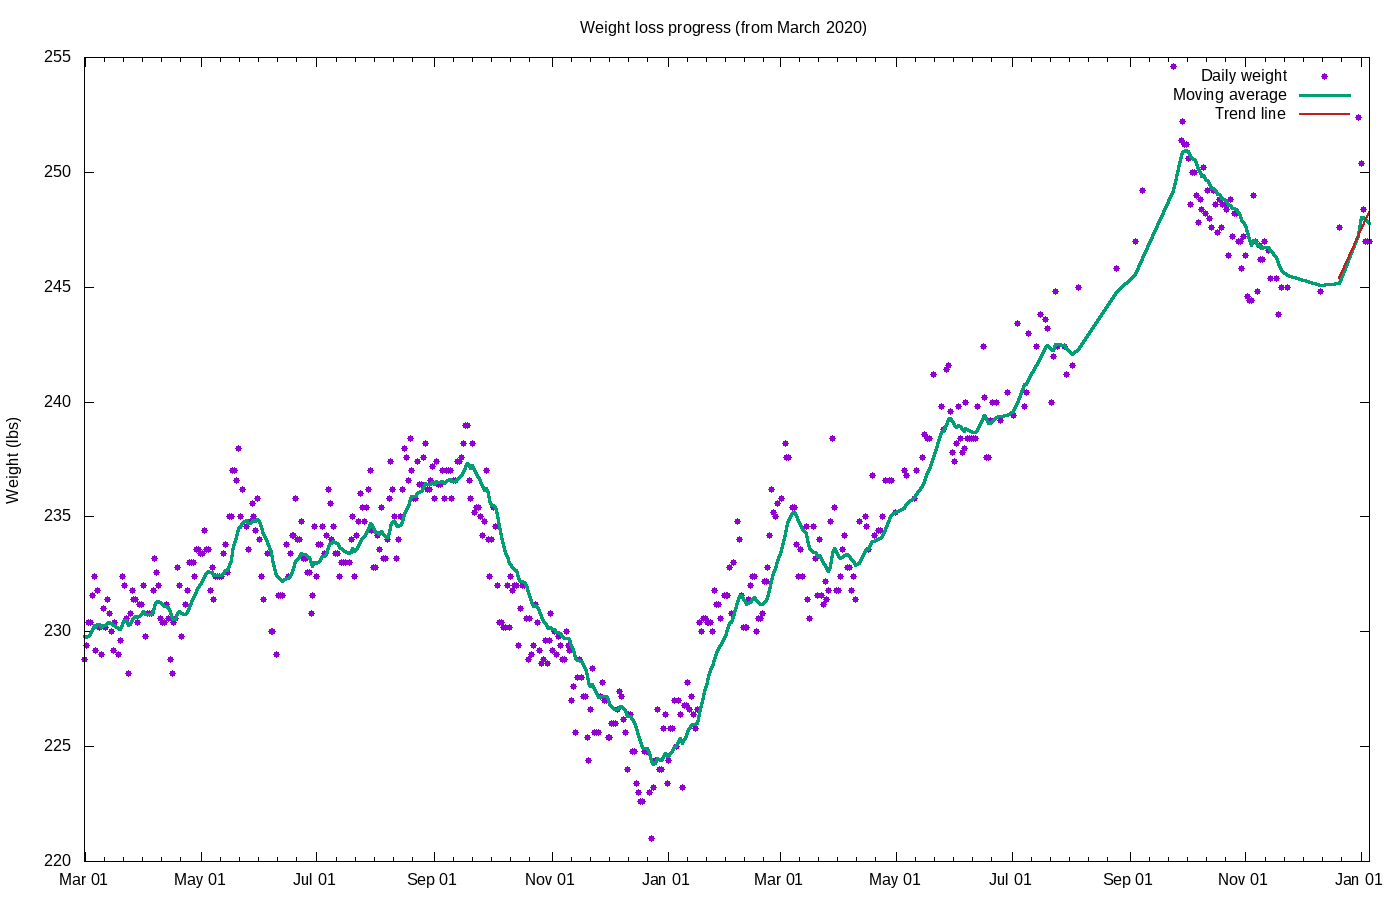 Weight loss progress (from March 2020)
255
250
245
240
235
230
225
220
Weight (lbs)
Daily weight
Moving average
Trend line
Mar 01 May 01 Jul 01 Sep 01 Nov 01 Jan 01 Mar 01 May 01 Jul 01 Sep 01 Nov 01 Jan 01